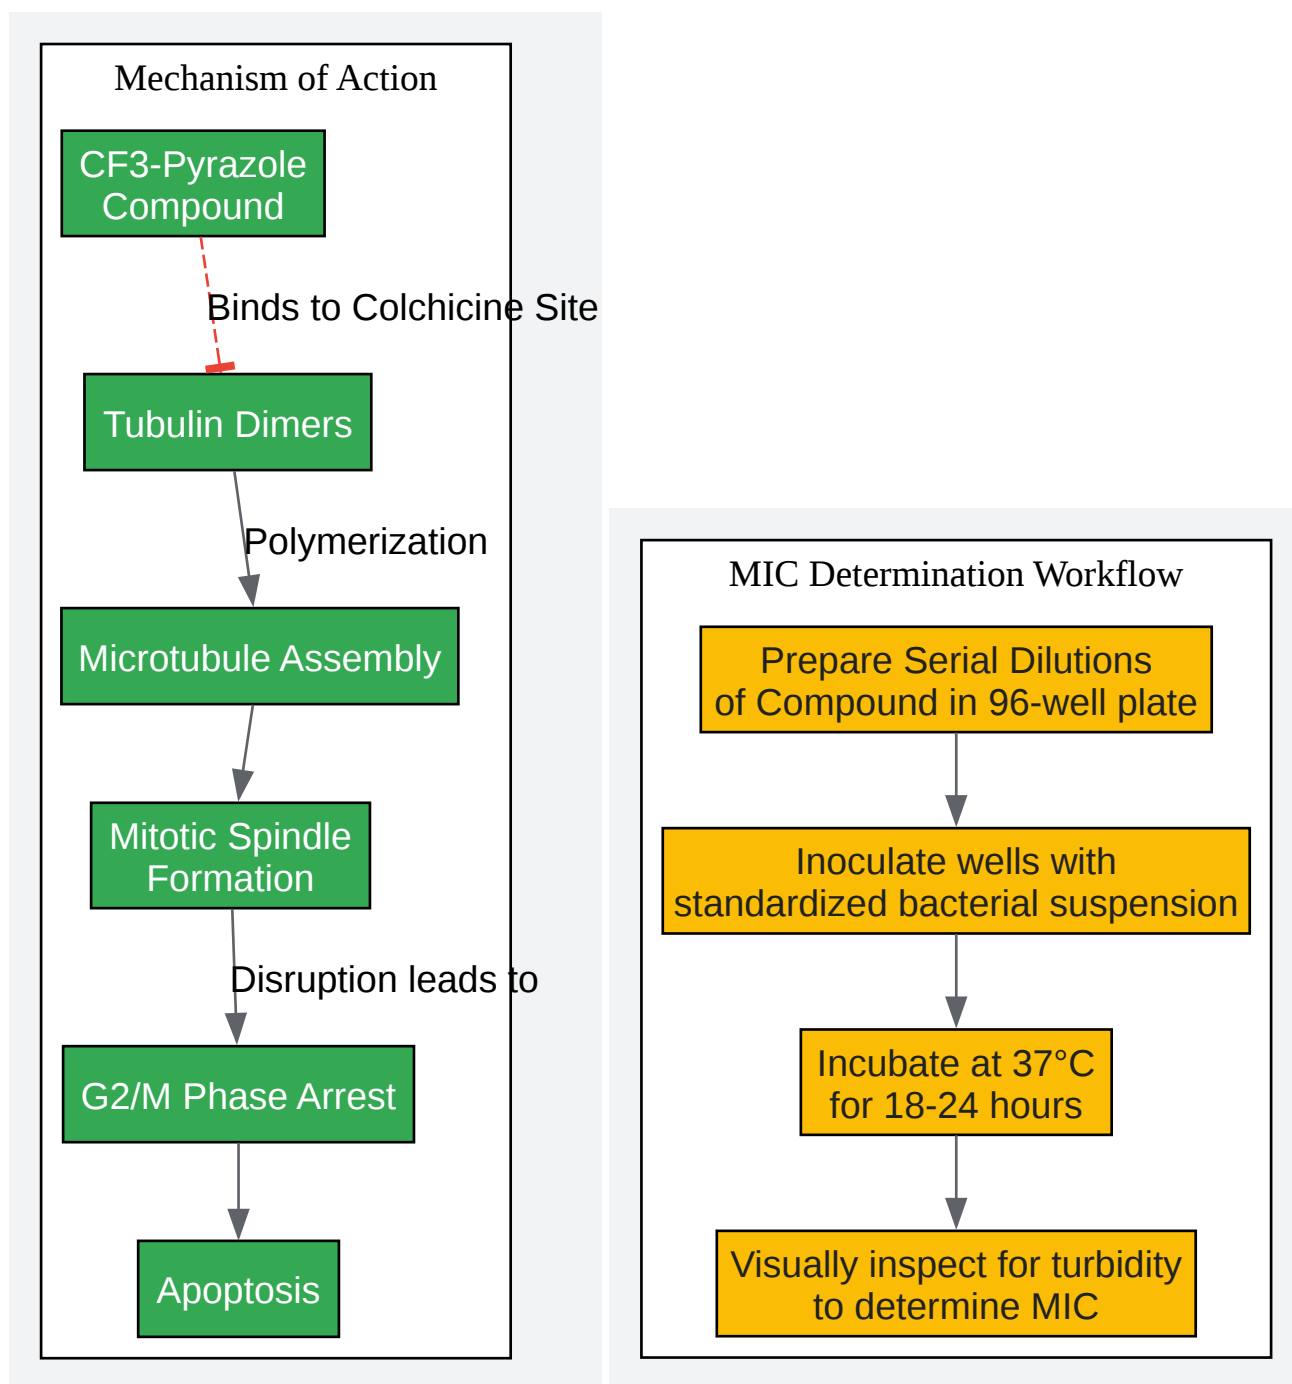 Mechanism of Action
CF3-Pyrazole
Compound
Binds to Colchicine Site
Tubulin Dimers
Polymerization
Microtubule Assembly
Mitotic Spindle
Formation
Disruption leads to
G2/M Phase Arrest
Apoptosis
MIC Determination Workflow
Prepare Serial Dilutions
of Compound in 96-well plate
Inoculate wells with
standardized bacterial suspension
Incubate at 37°C
for 18-24 hours
Visually inspect for turbidity
to determine MIC